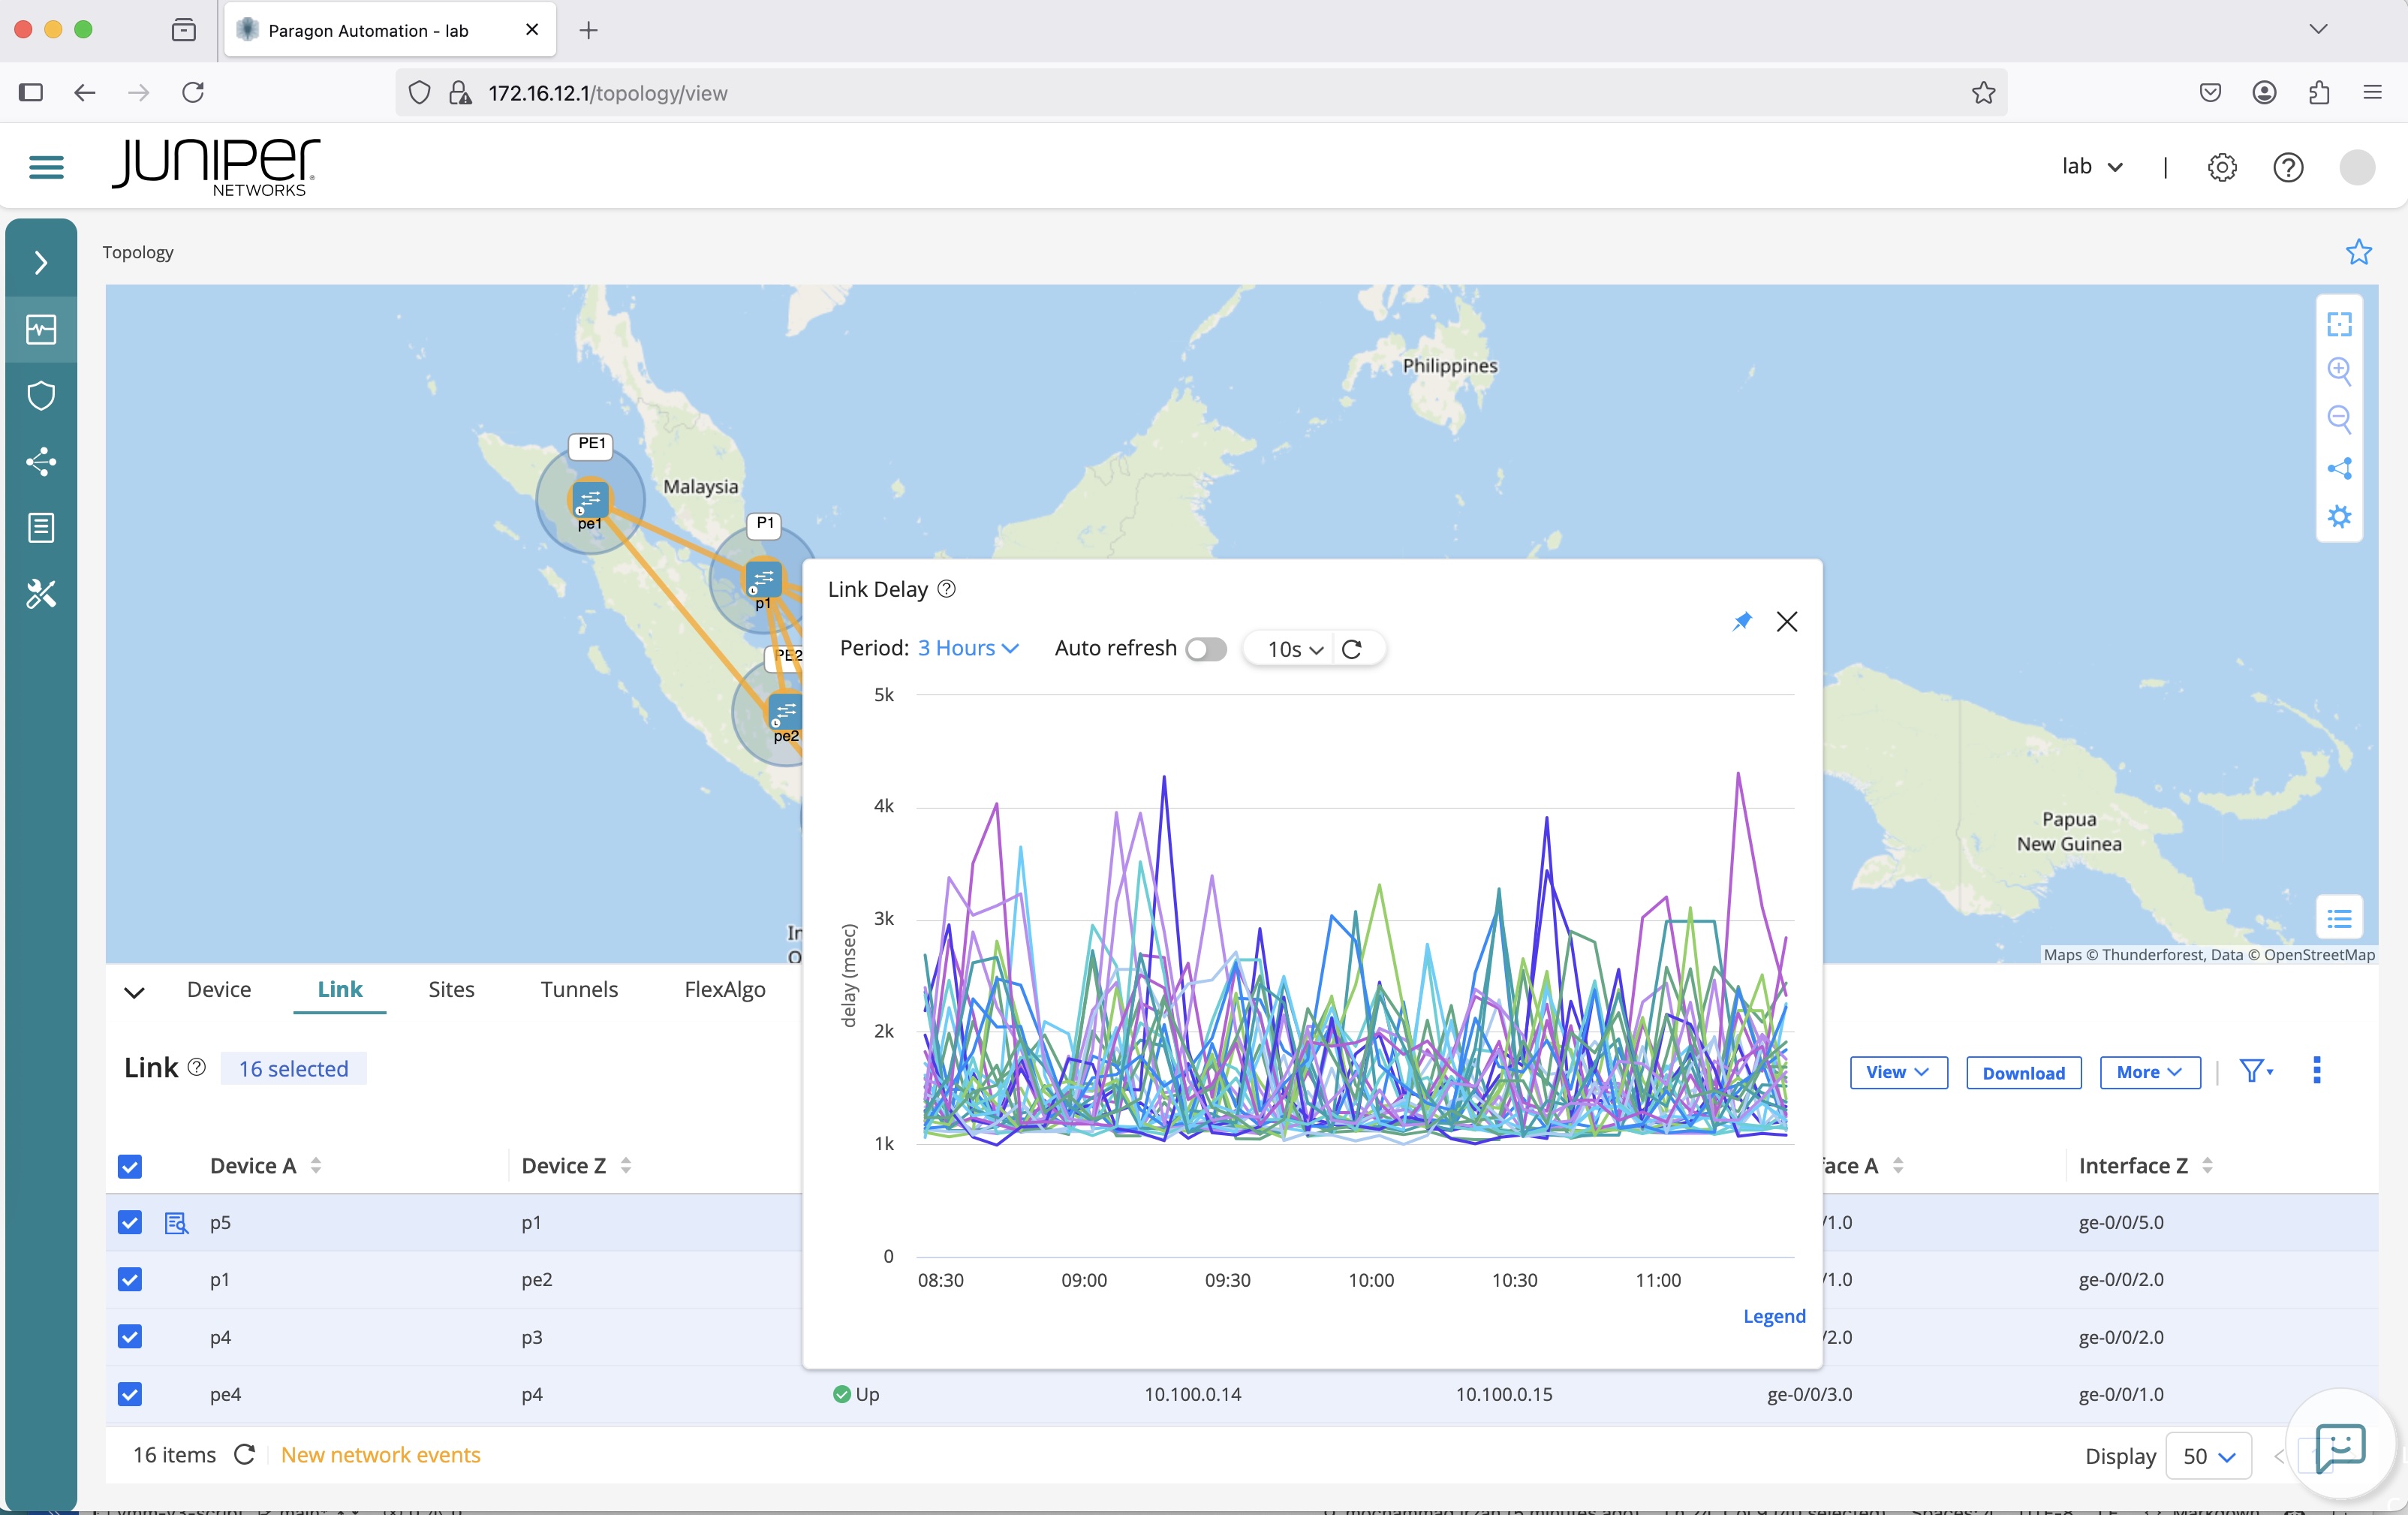 Paragon Automation - lab
172.16.12.1/topology/view
JUNIPER
NETWORKS
lab
Topology
Philippines
PE1
Malaysia
pe1
P1
p1
PE2
pe2
Papua
New Guinea
Maps © Thunderforest, Data © OpenStreetMap
Link Delay
Period: 3 Hours
Auto refresh
10s
5k
4k
3k
2k
1k
0
delay (msec)
08:30 09:00 09:30 10:00 10:30 11:00
Legend
Device Link Sites Tunnels FlexAlgo
Link 16 selected
View Download More
Device A Device Z face A Interface Z
p5 p1 /1.0 ge-0/0/5.0
p1 pe2 /1.0 ge-0/0/2.0
p4 p3 /2.0 ge-0/0/2.0
pe4 p4 Up 10.100.0.14 10.100.0.15 ge-0/0/3.0 ge-0/0/1.0
16 items New network events
Display 50